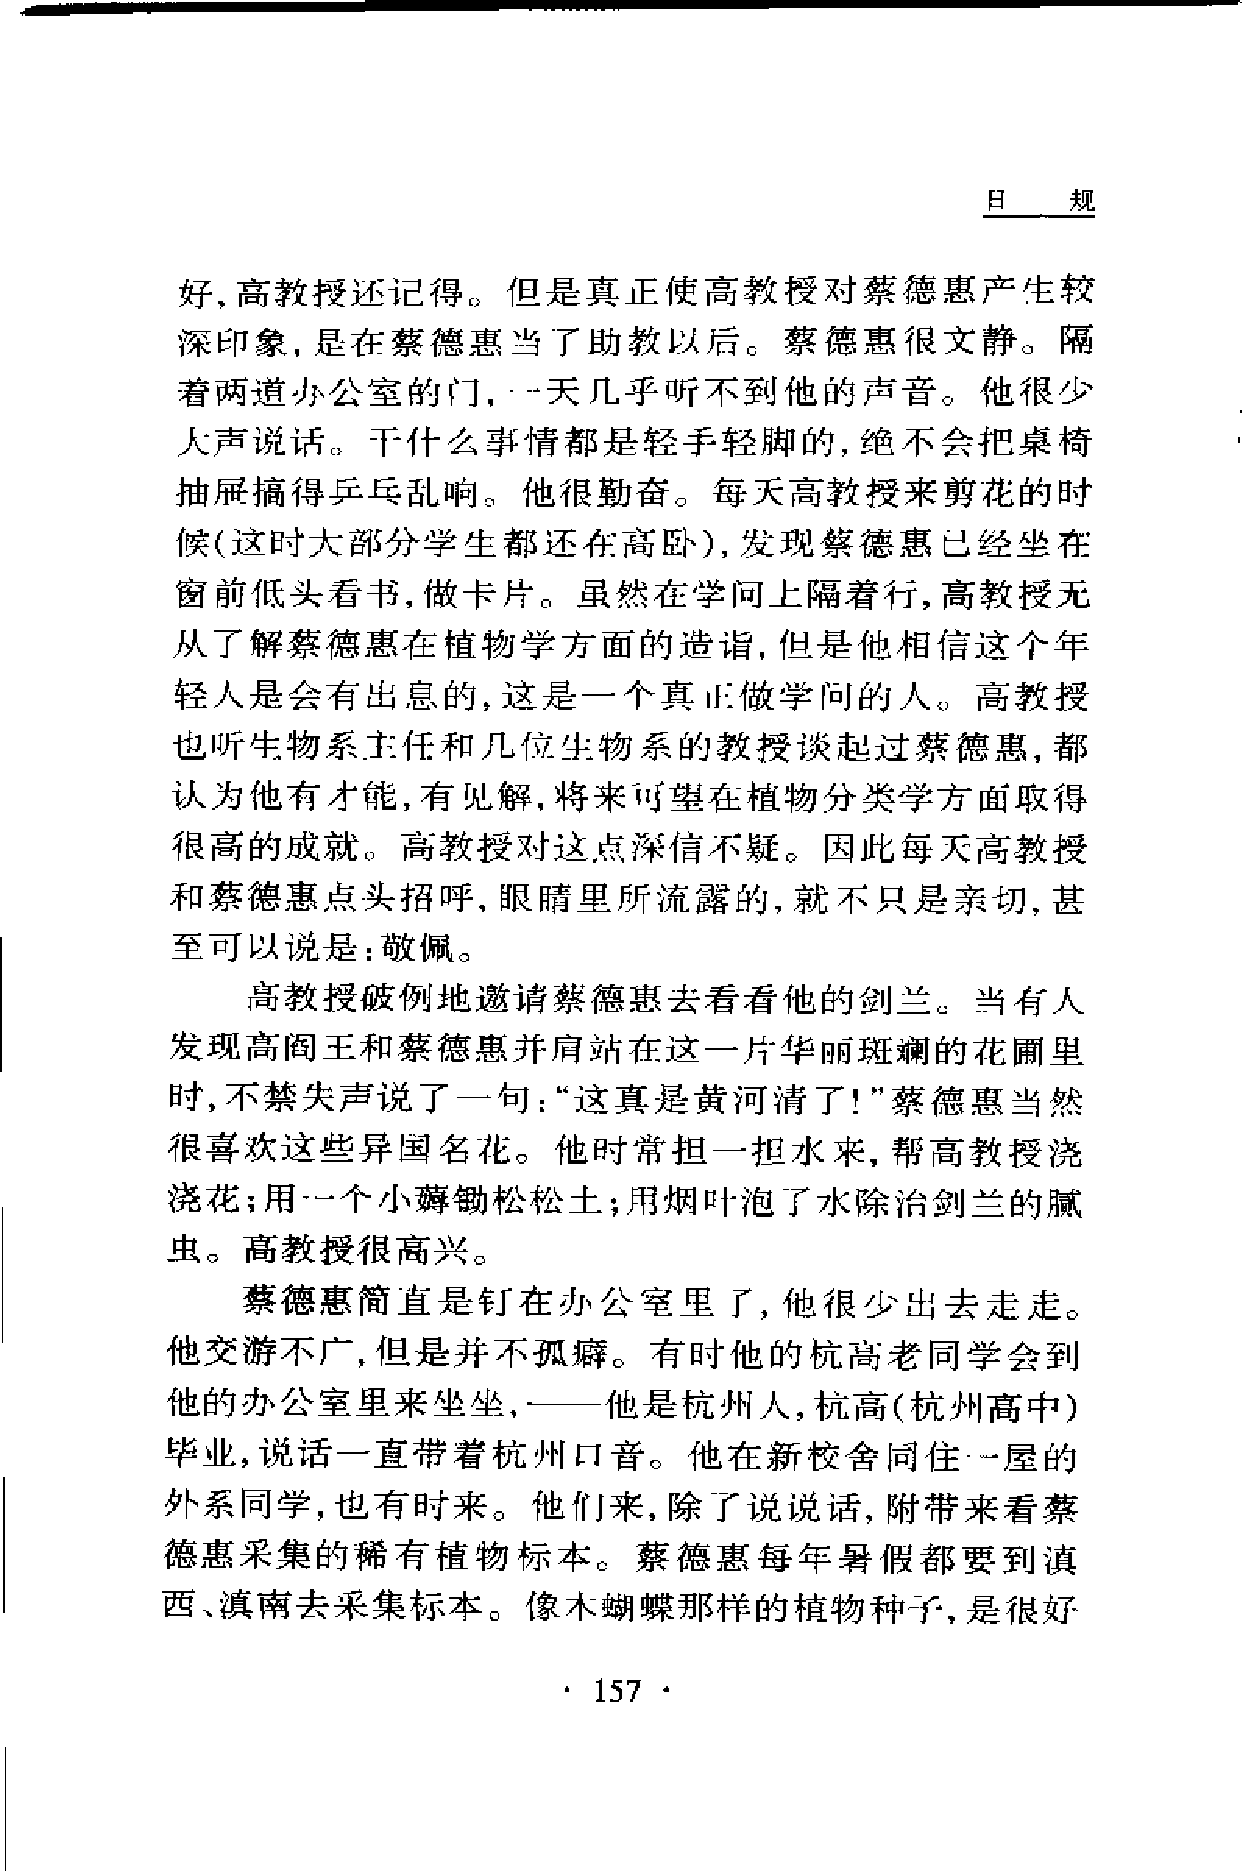 日 规
好,高教授还记得。但是真正使高教授对蔡德惠产生较
深印象,是在蔡德惠当了助教以后。蔡德惠很文静。隔
着两道办公室的门,一天几乎听不到他的声音。他很少
大声说话。干什么事情都是轻手轻脚的,绝不会把桌椅
抽屉搞得乒乓乱响。他很勤奋。每天高教授来剪花的时
候(这时大部分学生都还在高卧),发现蔡德惠已经坐在
窗前低头看书,做卡片。虽然在学问上隔着行,高教授无
从了解蔡德惠在植物学方面的造诣,但是他相信这个年
轻人是会有出息的,这是一个真正做学问的人。高教授
也听生物系主任和几位生物系的教授谈起过蔡德惠,都
认为他有才能,有见解,将来可望在植物分类学方面取得
很高的成就。高教授对这点深信不疑。因此每天高教授
和蔡德惠点头招呼,眼睛里所流露的,就不只是亲切,甚
至可以说是:敬佩。
高教授破例地邀请蔡德惠去看看他的剑兰。当有人
发现高阎王和蔡德惠并肩站在这一片华丽斑斓的花圃里
时,不禁失声说了一句:“这真是黄河清了!”蔡德惠当然
很喜欢这些异国名花。他时常担一担水来,帮高教授浇
浇花;用一个小薅锄松松土;用烟叶泡了水除治剑兰的腻
虫。高教授很高兴。
蔡德惠简直是钉在办公室里了,他很少出去走走。
他交游不广,但是并不孤癖。有时他的杭高老同学会到
他的办公室里来坐坐,——他是杭州人,杭高(杭州高中)
毕业,说话一直带着杭州口音。他在新校舍同住一屋的
外系同学,也有时来。他们来,除了说说话,附带来看蔡
德惠采集的稀有植物标本。蔡德惠每年暑假都要到滇
西、滇南去采集标本。像木蝴蝶那样的植物种子,是很好
· 157 ·